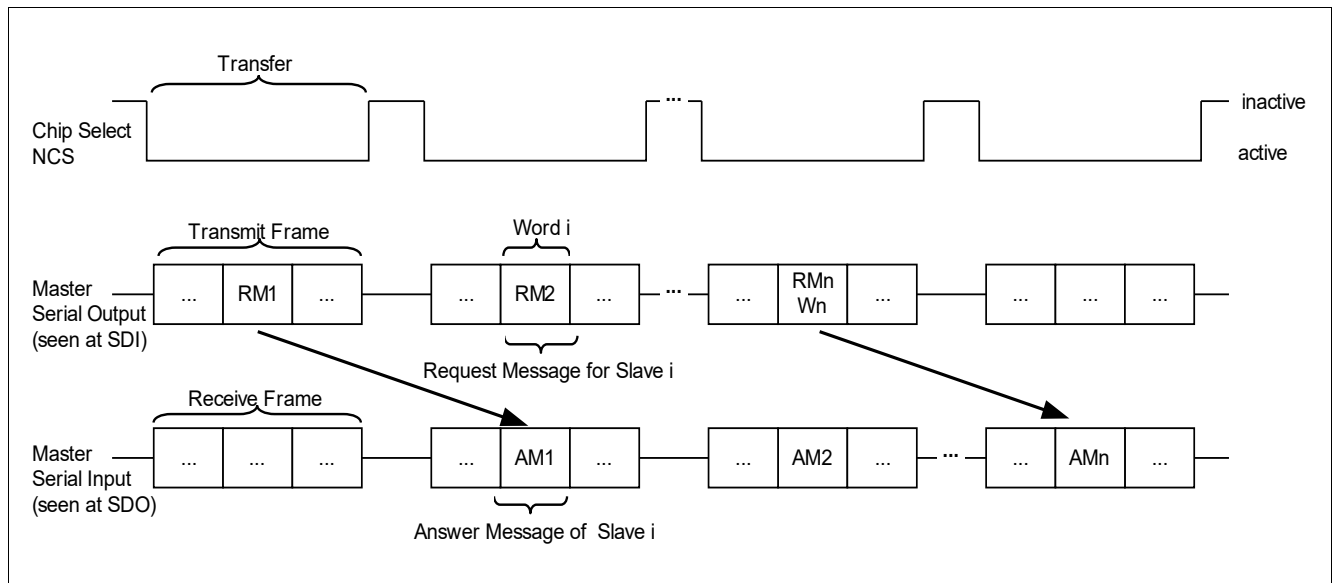 Transfer
Chip Select
NCS
...
inactive
active
Transmit Frame
Word i
Master
Serial Output
(seen at SDI)
... RM1 ... ... RM2 ... ... ... RMn ... ... ... ...
Wn
Request Message for Slave i
Receive Frame
Master
Serial Input
(seen at SDO)
... ... ... ... AM1 ... ... AM2 ... ... ... AMn ...
Answer Message of Slave i